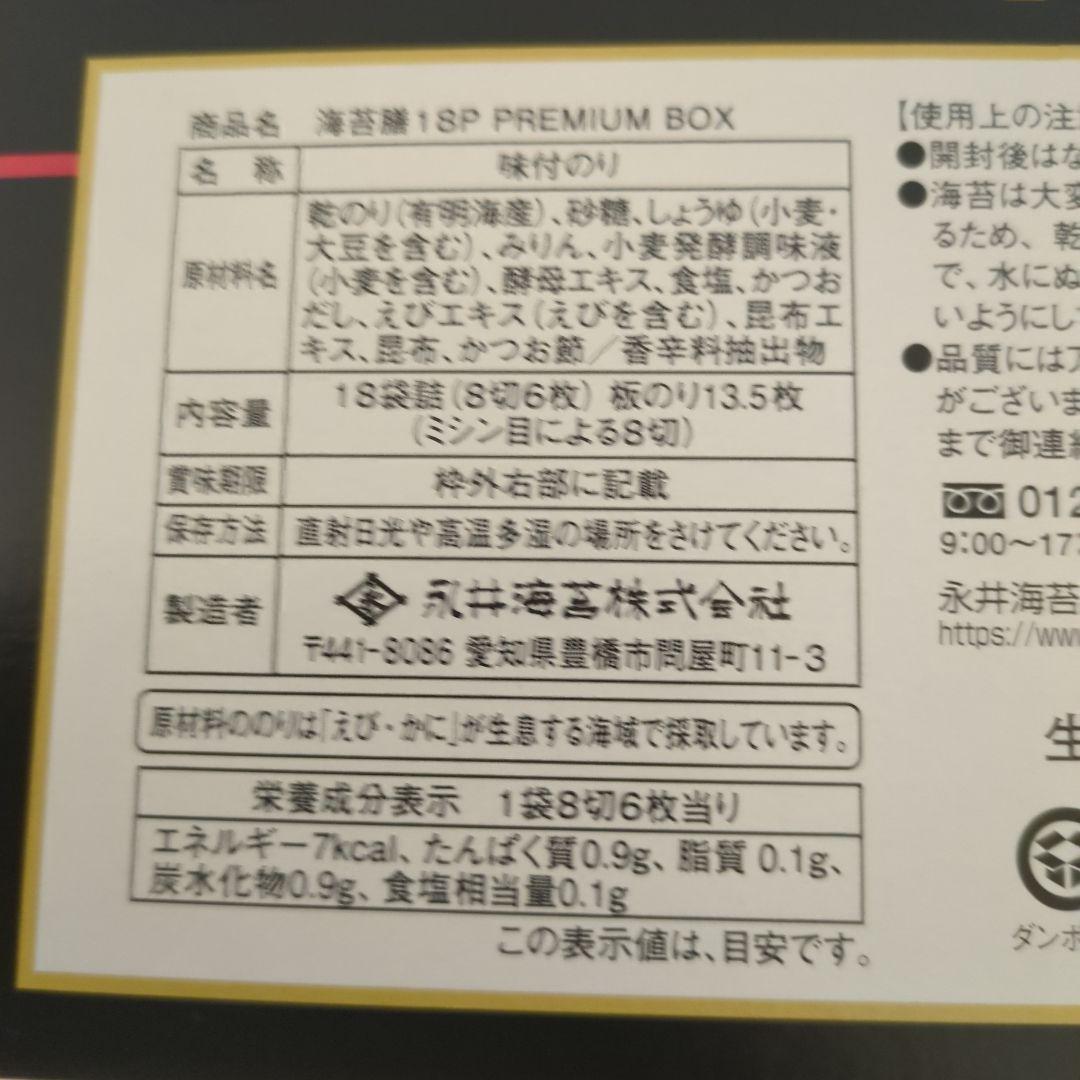 商品名 海苔膳18P PREMIUM BOX
名称 味付のり
原材料名 乾のり(有明海産)、砂糖、しょうゆ(小麦・
大豆を含む)、みりん、小麦発酵調味液
(小麦を含む)、酵母エキス、食塩、かつお
だし、えびエキス(えびを含む)、昆布エ
キス、昆布、かつお節/香辛料抽出物
内容量 18袋詰(8切6枚) 板のり13.5枚
(ミシン目による8切)
賞味期限 枠外右部に記載
保存方法 直射日光や高温多湿の場所をさけてください。
製造者 永井海苔株式会社
〒441-8086 愛知県豊橋市問屋町11-3
原材料ののりは「えび・かに」が生息する海域で採取しています。
栄養成分表示 1袋8切6枚当り
エネルギー7kcal、たんぱく質0.9g、脂質 0.1g、
炭水化物0.9g、食塩相当量0.1g
この表示値は、目安です。
【使用上の注
●開封後はな
●海苔は大変
るため、乾
で、水にぬ
いようにし
●品質には
がございま
まで御連絡
012
9:00〜17
永井海苔
https://ww
生
ダンボ